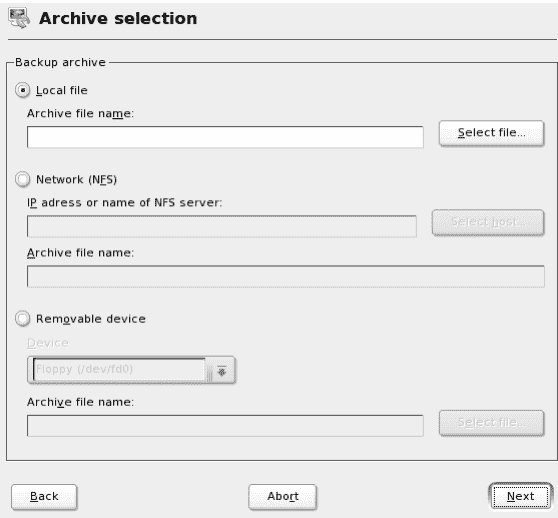 Archive selection
Backup archive
Local file
Archive file name:
Select file...
Network (NFS)
IP adress or name of NFS server:
Select host...
Archive file name:
Removable device
Device
Floppy (/dev/fd0)
Archive file name:
Select file...
Back
Abort
Next